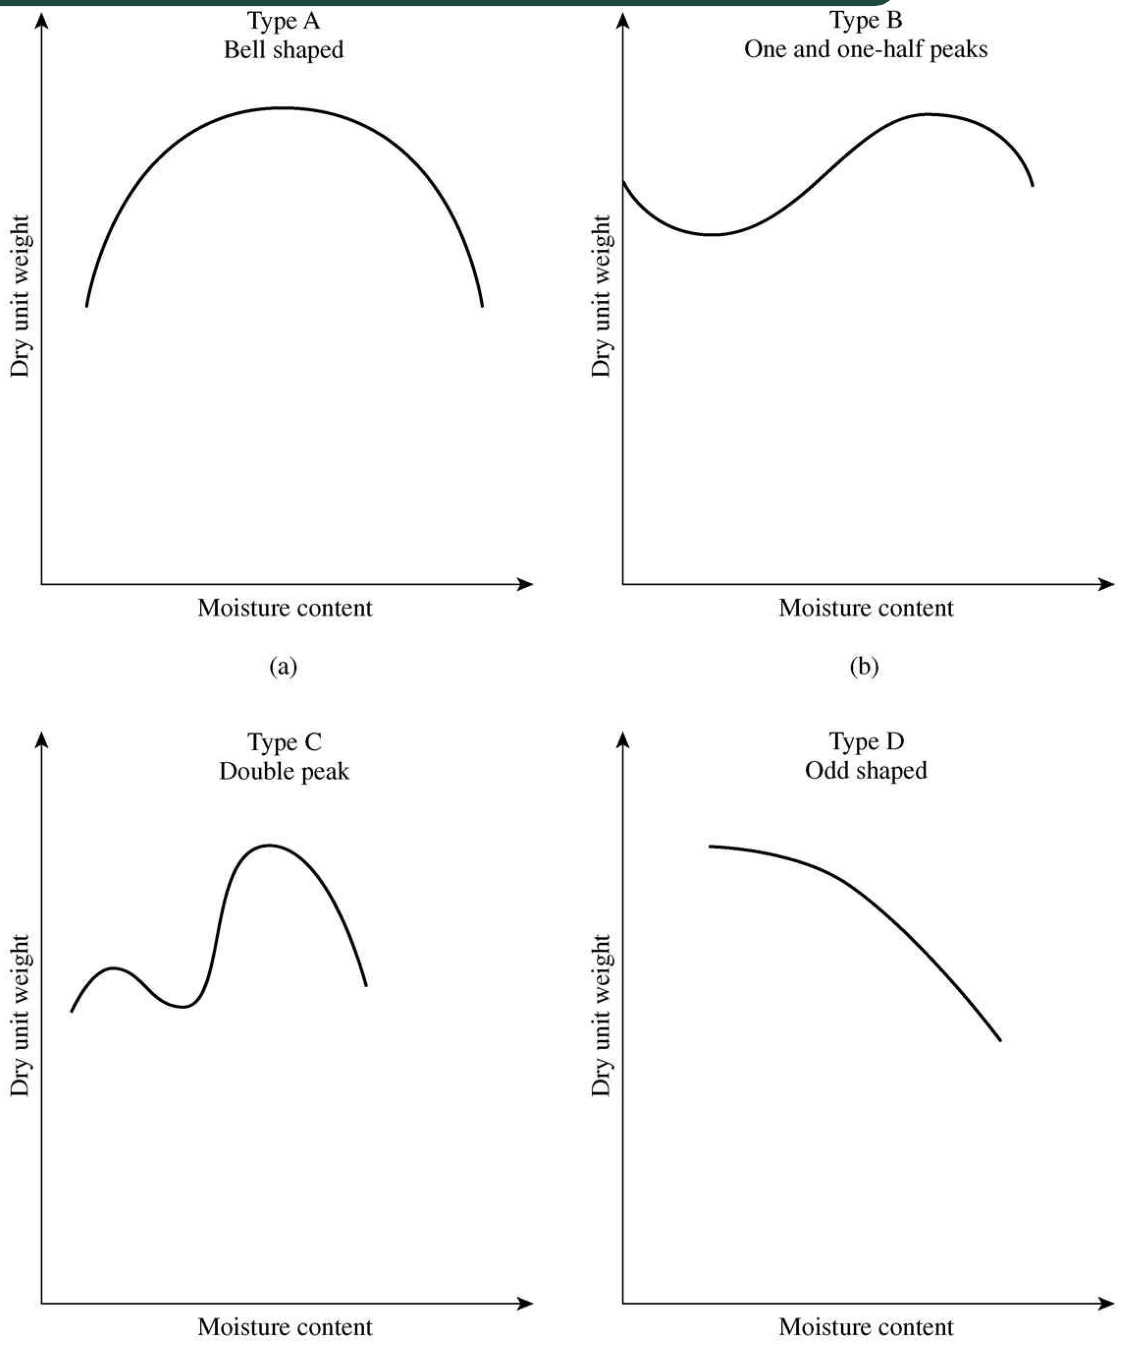 Type A
Bell shaped
Dry unit weight
Moisture content
(a)
Type B
One and one-half peaks
Dry unit weight
Moisture content
(b)
Type C
Double peak
Dry unit weight
Moisture content
Type D
Odd shaped
Dry unit weight
Moisture content